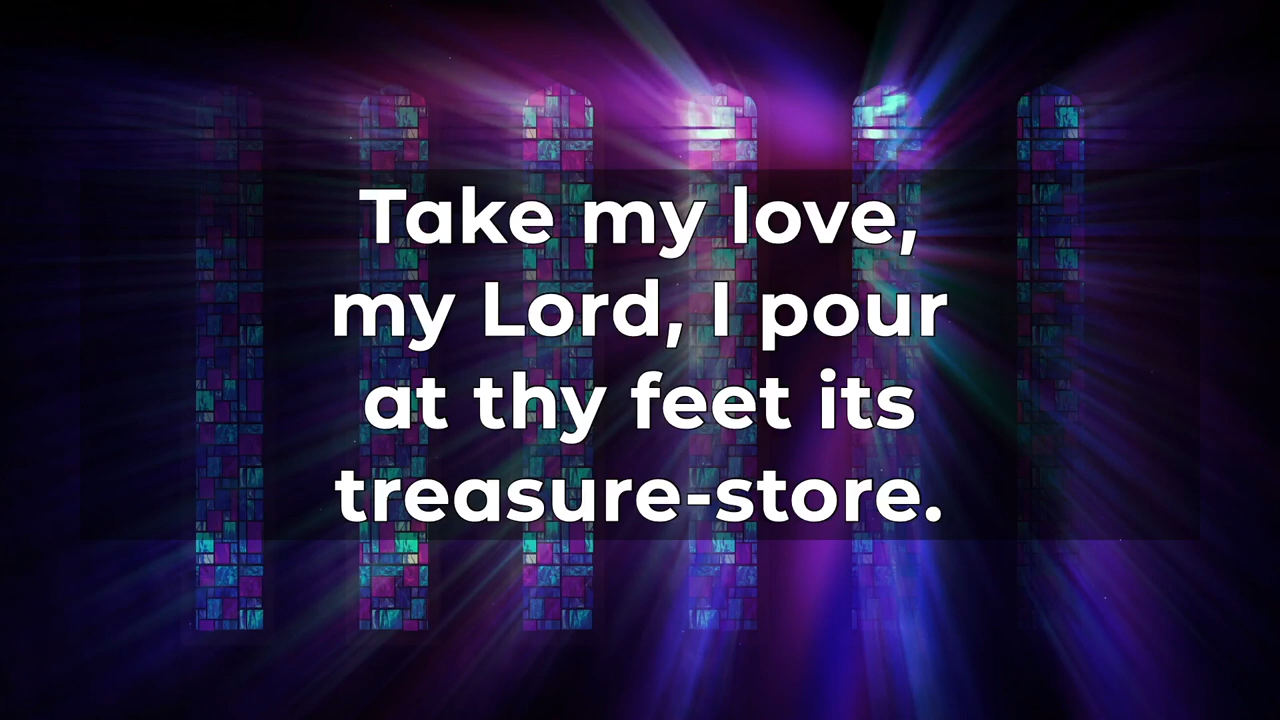 Take my love,
my Lord, I pour
at thy feet its
treasure-store.